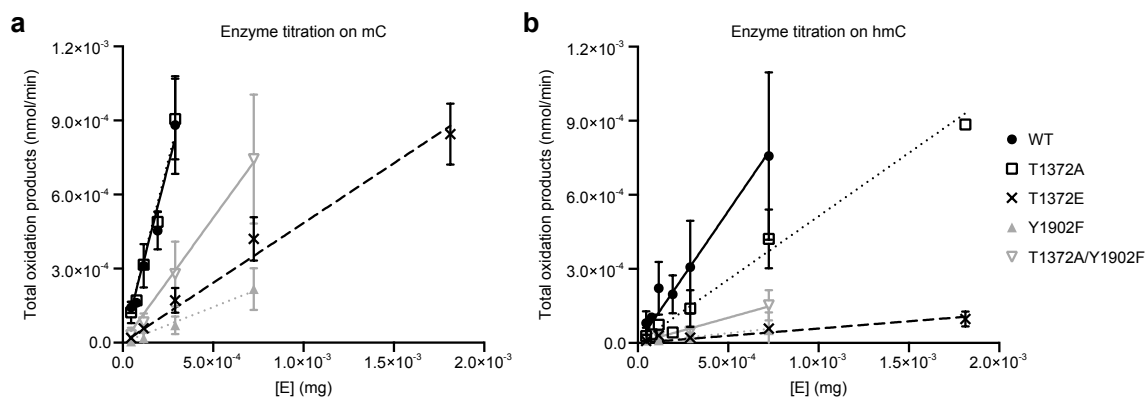 a
Enzyme titration on mC
Total oxidation products (nmol/min)
1.2×10⁻³
9.0×10⁻⁴
6.0×10⁻⁴
3.0×10⁻⁴
0.0
0.0
5.0×10⁻⁴
1.0×10⁻³
1.5×10⁻³
2.0×10⁻³
[E] (mg)
b
Enzyme titration on hmC
Total oxidation products (nmol/min)
1.2×10⁻³
9.0×10⁻⁴
6.0×10⁻⁴
3.0×10⁻⁴
0.0
0.0
5.0×10⁻⁴
1.0×10⁻³
1.5×10⁻³
2.0×10⁻³
[E] (mg)
WT
T1372A
T1372E
Y1902F
T1372A/Y1902F